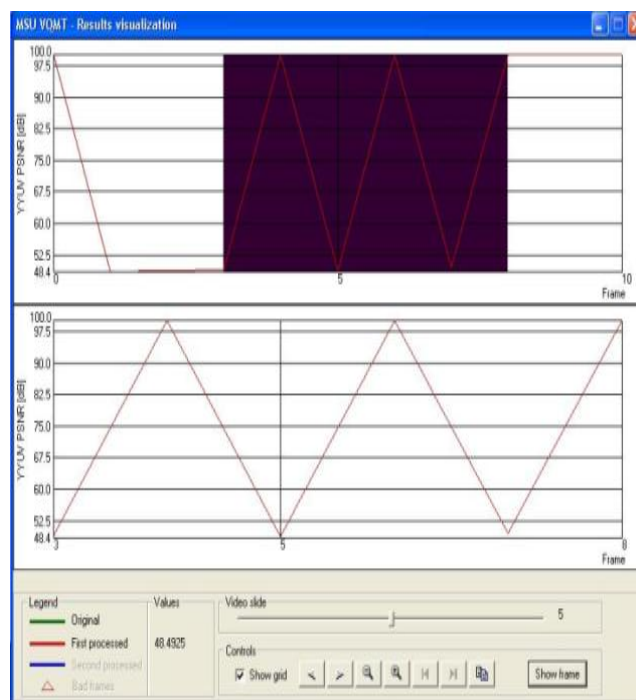 MSU VQMT - Results visualization
100.0
97.5
90.0
82.5
75.0
67.5
60.0
52.5
48.4
YYUV PSNR [dB]
0 5 10
Frame
100.0
97.5
90.0
82.5
75.0
67.5
60.0
52.5
48.4
YYUV PSNR [dB]
3 5 8
Frame
Legend
Original
First processed
Second processed
Bad frames
Values
48.4925
Video slide
5
Controls
Show grid
Show frame